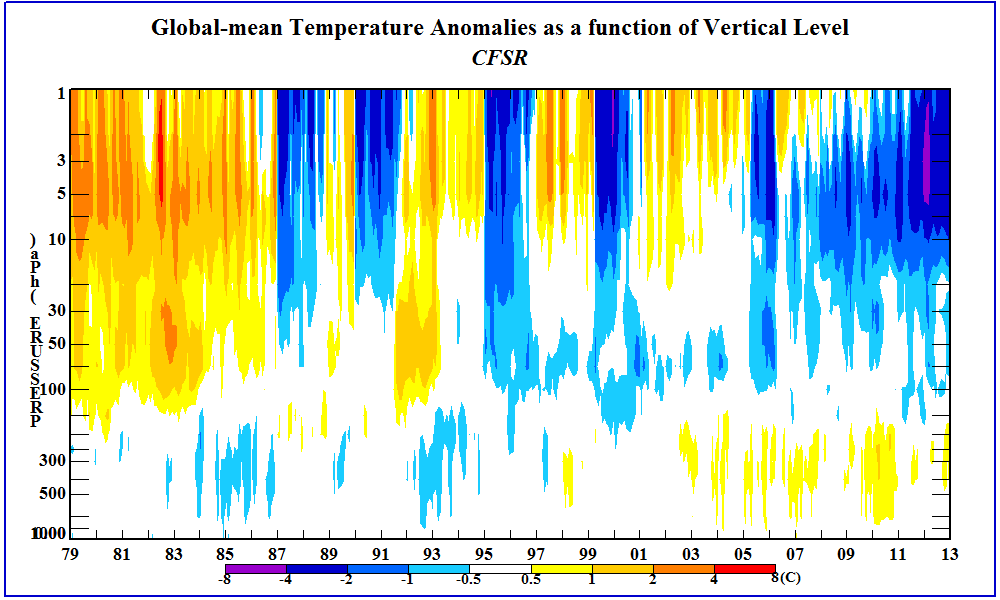 Global-mean Temperature Anomalies as a function of Vertical Level
CFSR
1
3
5
10
30
50
100
300
500
1000
PRESSURE (hPa)
79 81 83 85 87 89 91 93 95 97 99 01 03 05 07 09 11 13
-8 -4 -2 -1 -0.5 0.5 1 2 4 8 (C)